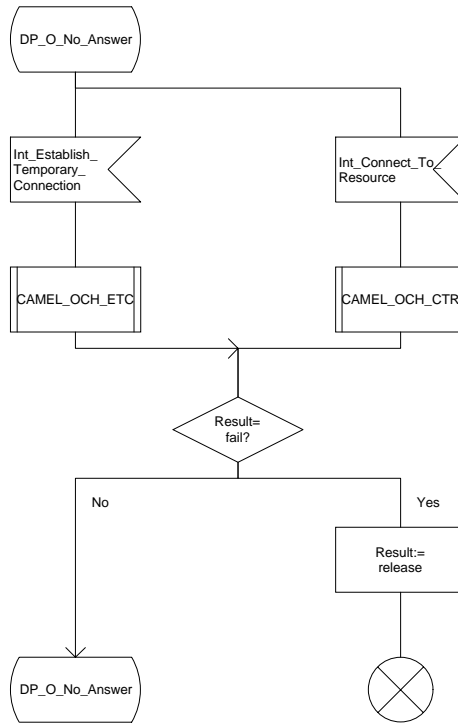 DP_O_No_Answer
Int_Establish_
Temporary_
Connection
Int_Connect_To_
Resource
CAMEL_OCH_ETC
CAMEL_OCH_CTR
Result=
fail?
No
Yes
Result:=
release
DP_O_No_Answer